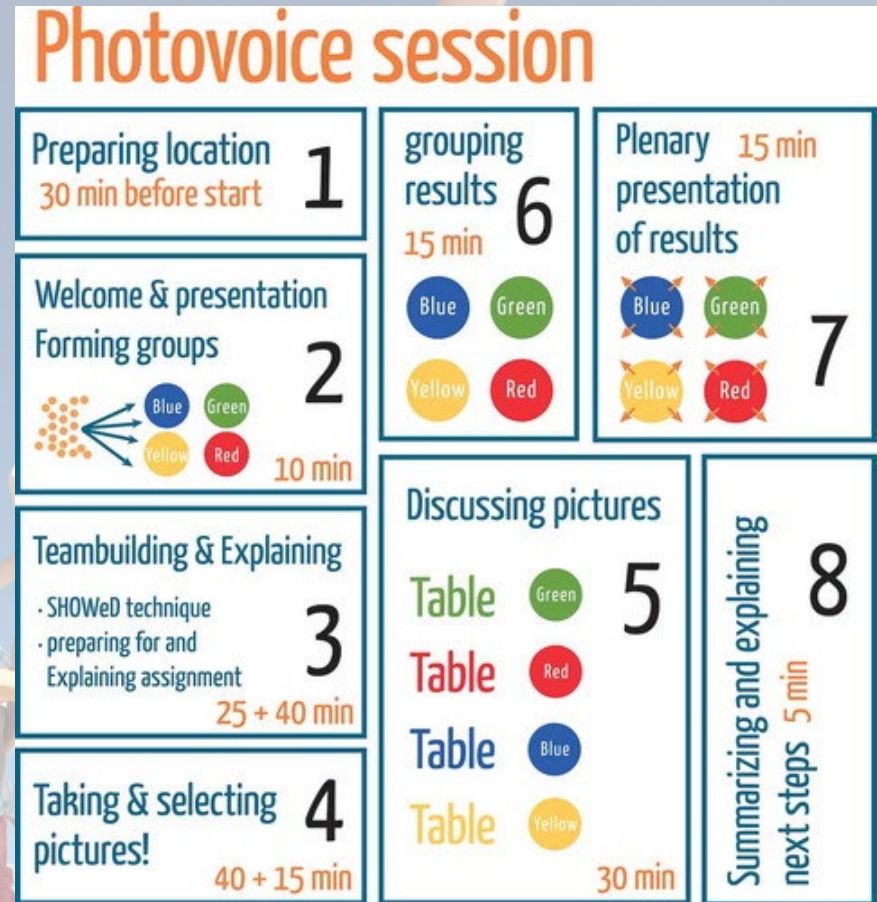 Photovoice session
Preparing location
30 min before start
1
Welcome & presentation
Forming groups
2
Blue
Green
Yellow
Red
10 min
Teambuilding & Explaining
· SHOWeD technique
· preparing for and
Explaining assignment
3
25 + 40 min
Taking & selecting
pictures!
4
40 + 15 min
Discussing pictures
5
Table Green
Table Red
Table Blue
Table Yellow
30 min
grouping
results
6
15 min
Blue
Green
Yellow
Red
Plenary 15 min
presentation
of results
7
Blue
Green
Yellow
Red
8
Summarizing and explaining
next steps 5 min